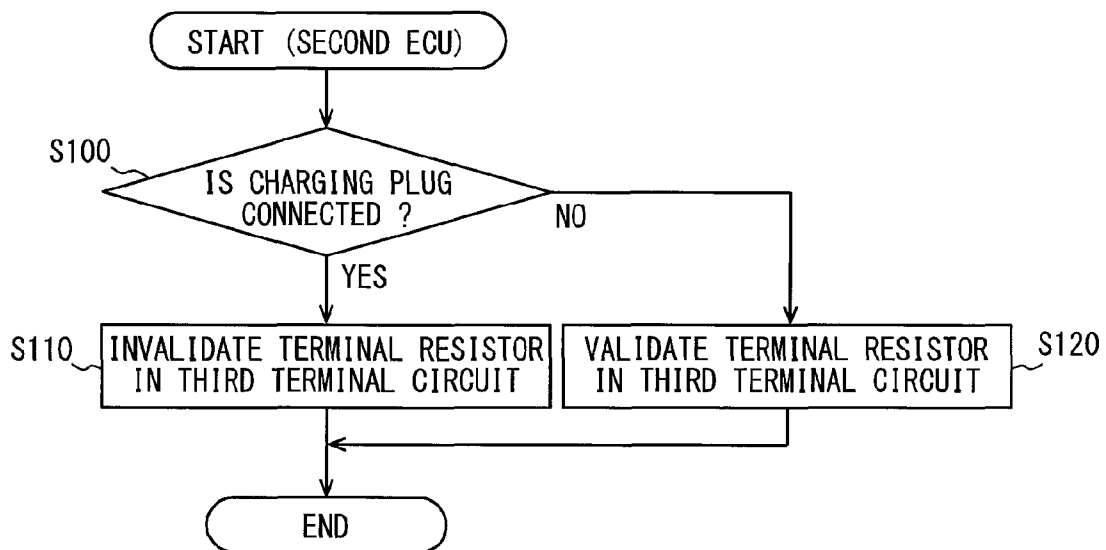 START (SECOND ECU)
S100
IS CHARGING PLUG
CONNECTED ?
NO
YES
S110
INVALIDATE TERMINAL RESISTOR
IN THIRD TERMINAL CIRCUIT
VALIDATE TERMINAL RESISTOR
IN THIRD TERMINAL CIRCUIT
S120
END